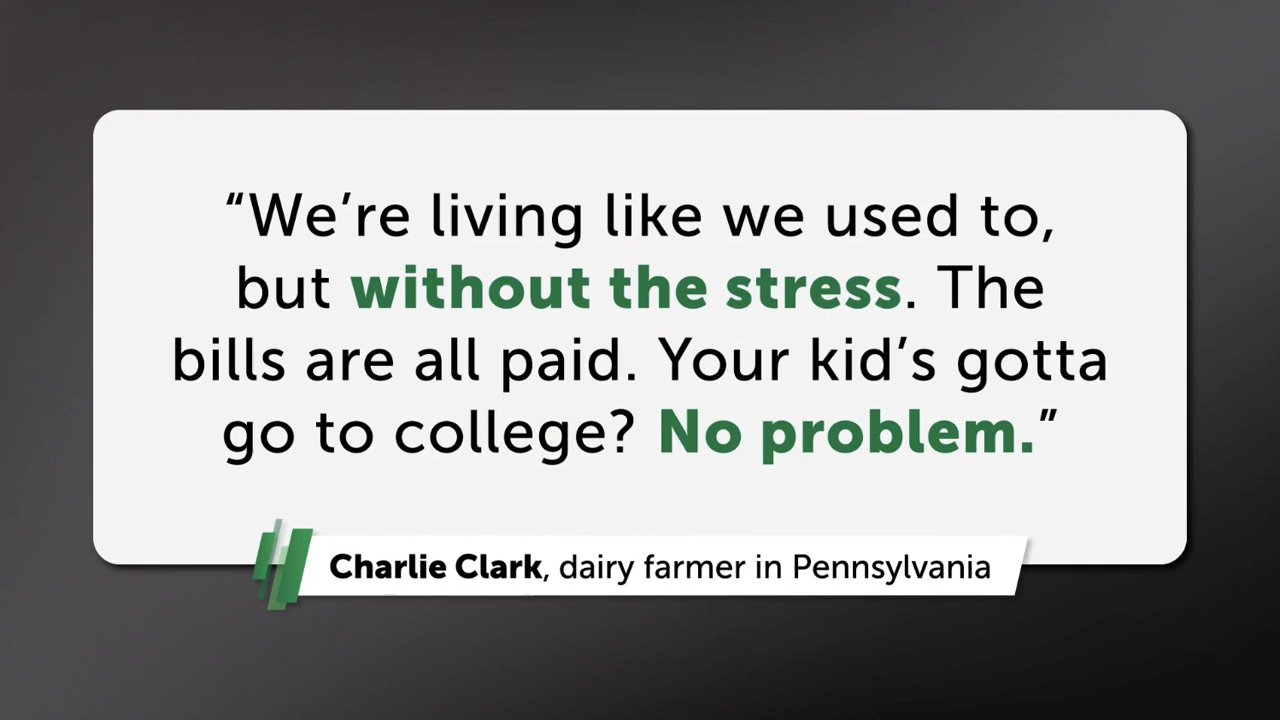 “We’re living like we used to,
but without the stress. The
bills are all paid. Your kid’s gotta
go to college? No problem.”
Charlie Clark, dairy farmer in Pennsylvania